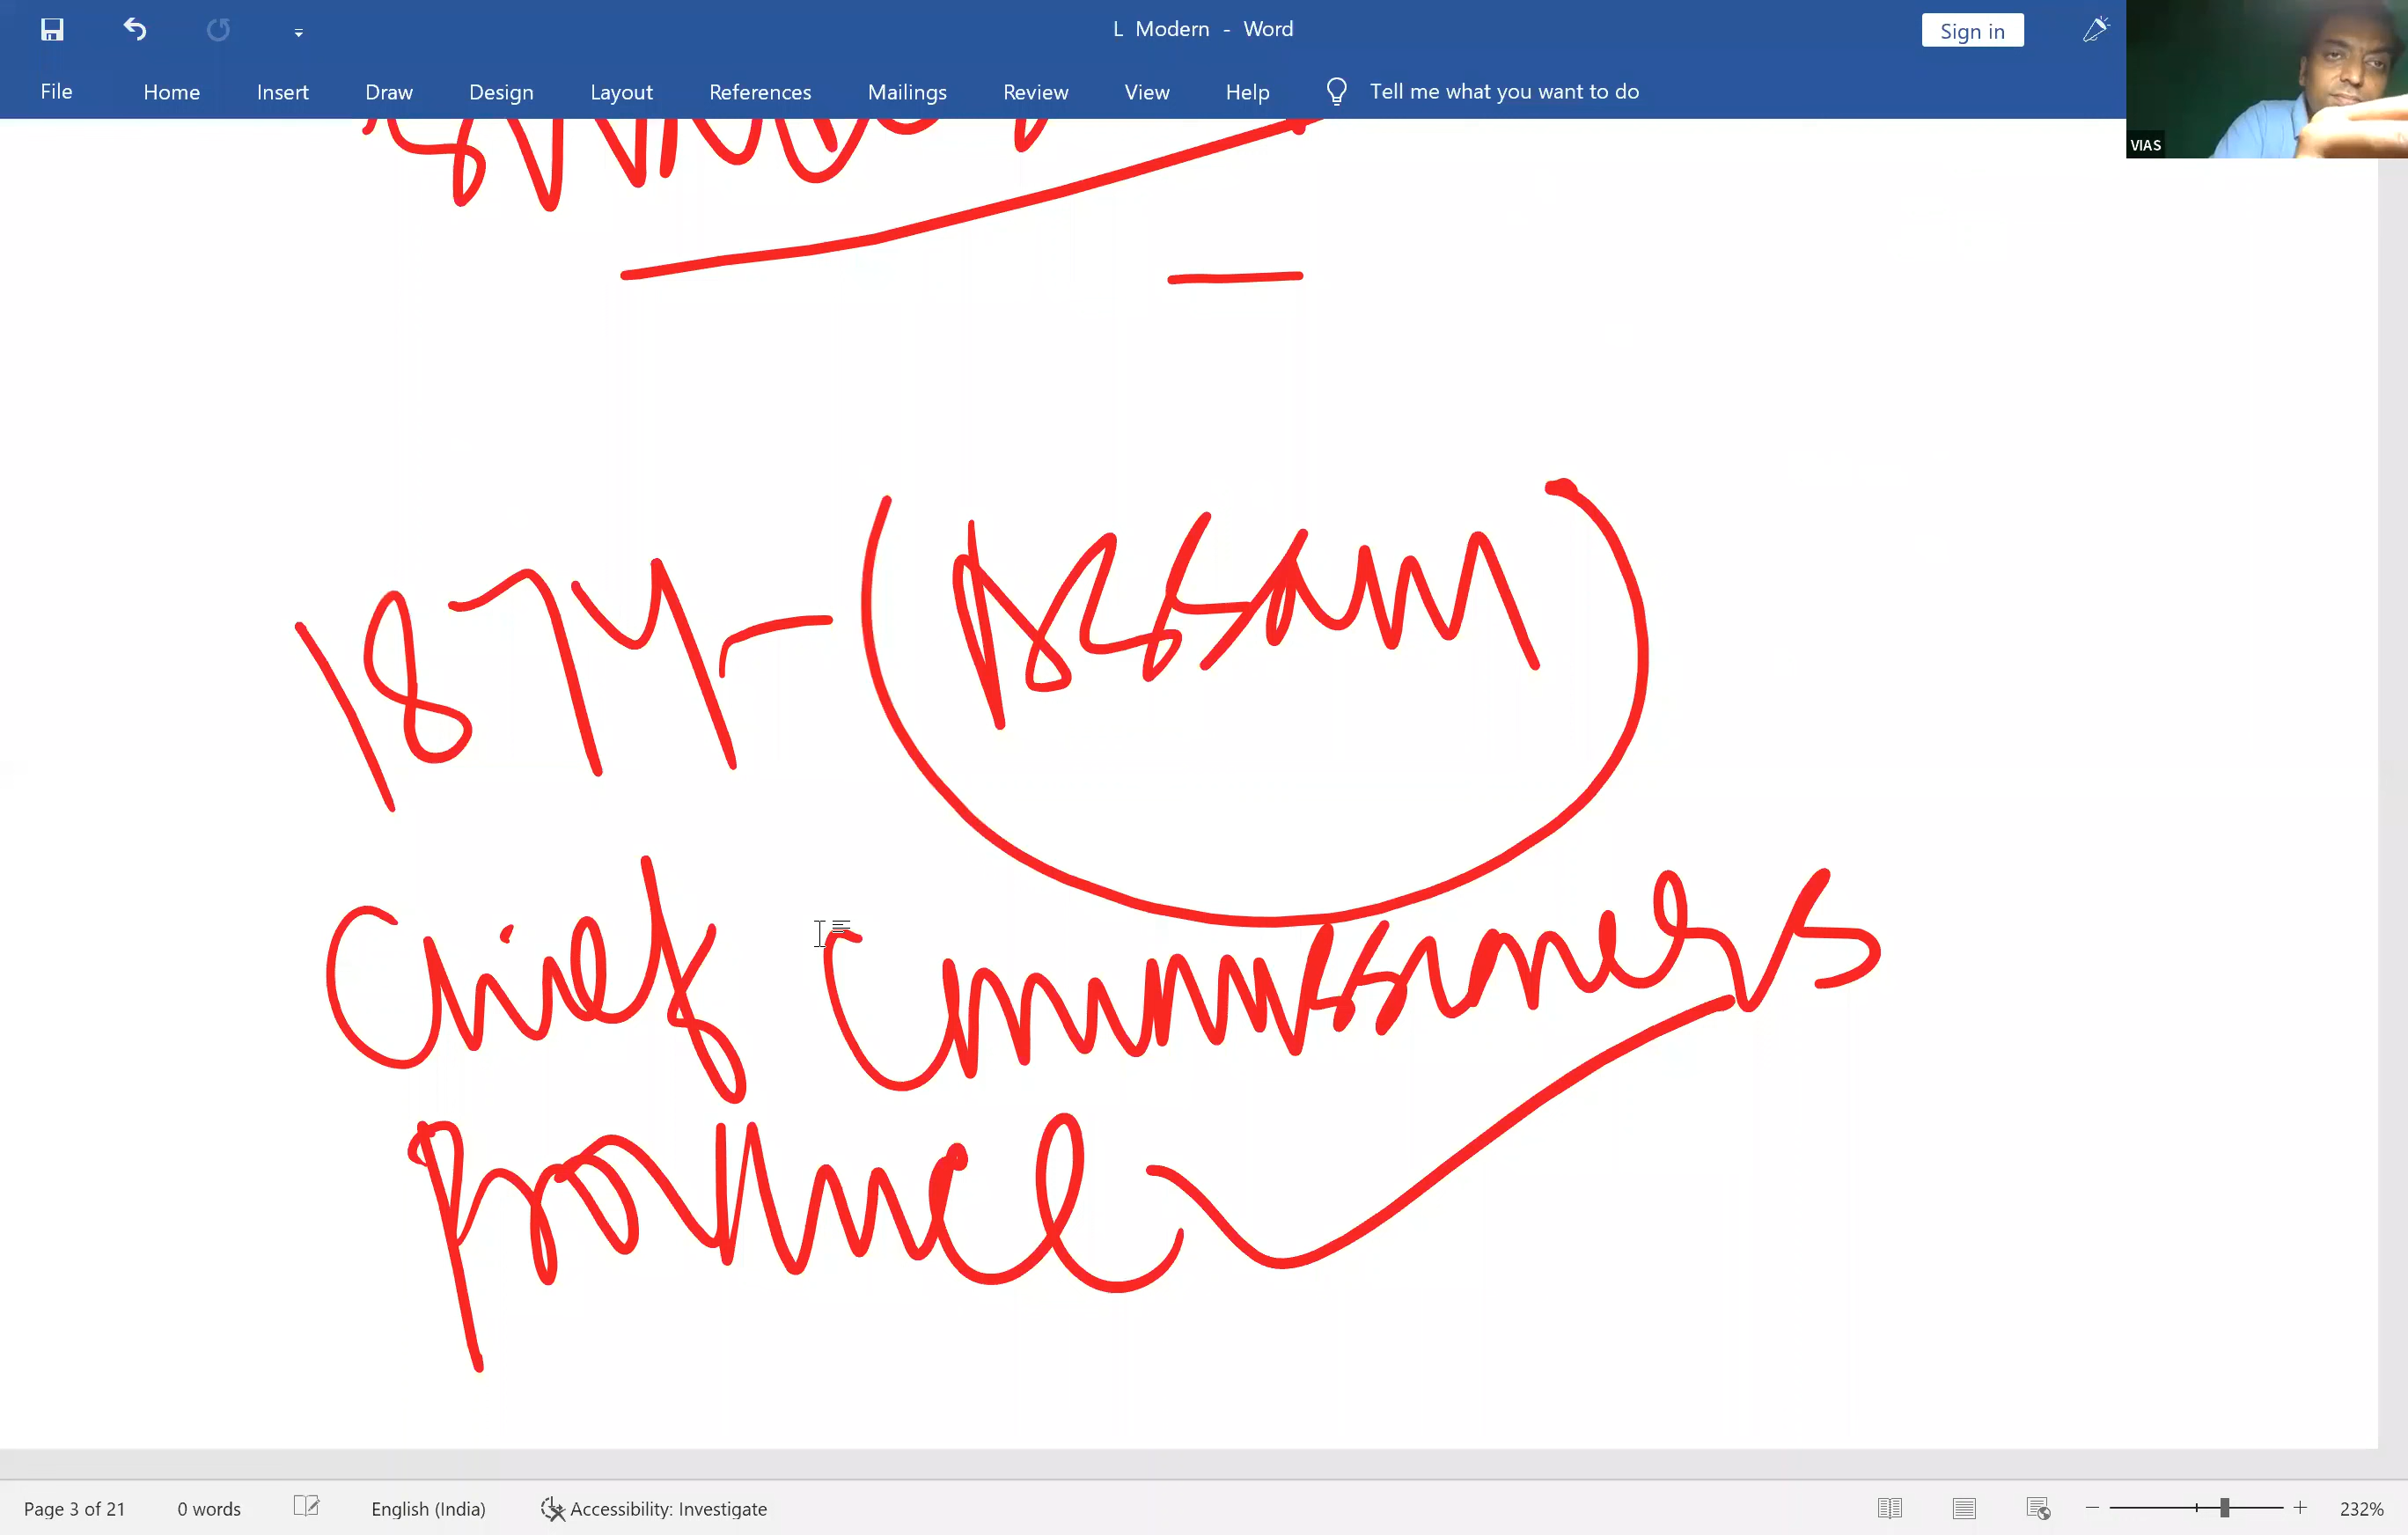 L Modern - Word
Sign in
File Home Insert Draw Design Layout References Mailings Review View Help Tell me what you want to do
VIAS
1874 - (Assam)
Chief Commissioners
province
Page 3 of 21 0 words English (India) Accessibility: Investigate 232%